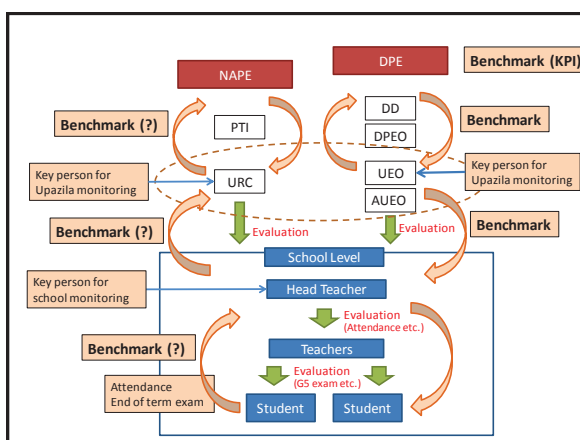 DPE
Benchmark (KPI)
NAPE
DD
Benchmark (?)
PTI
DPEO
Benchmark
Key person for
Upazila monitoring
URC
UEO
Key person for
Upazila monitoring
AUEO
Benchmark (?)
Evaluation
Evaluation
Benchmark
School Level
Key person for
school monitoring
Head Teacher
Evaluation
(Attendance etc.)
Benchmark (?)
Teachers
Evaluation
(G5 exam etc.)
Attendance
End of term exam
Student
Student